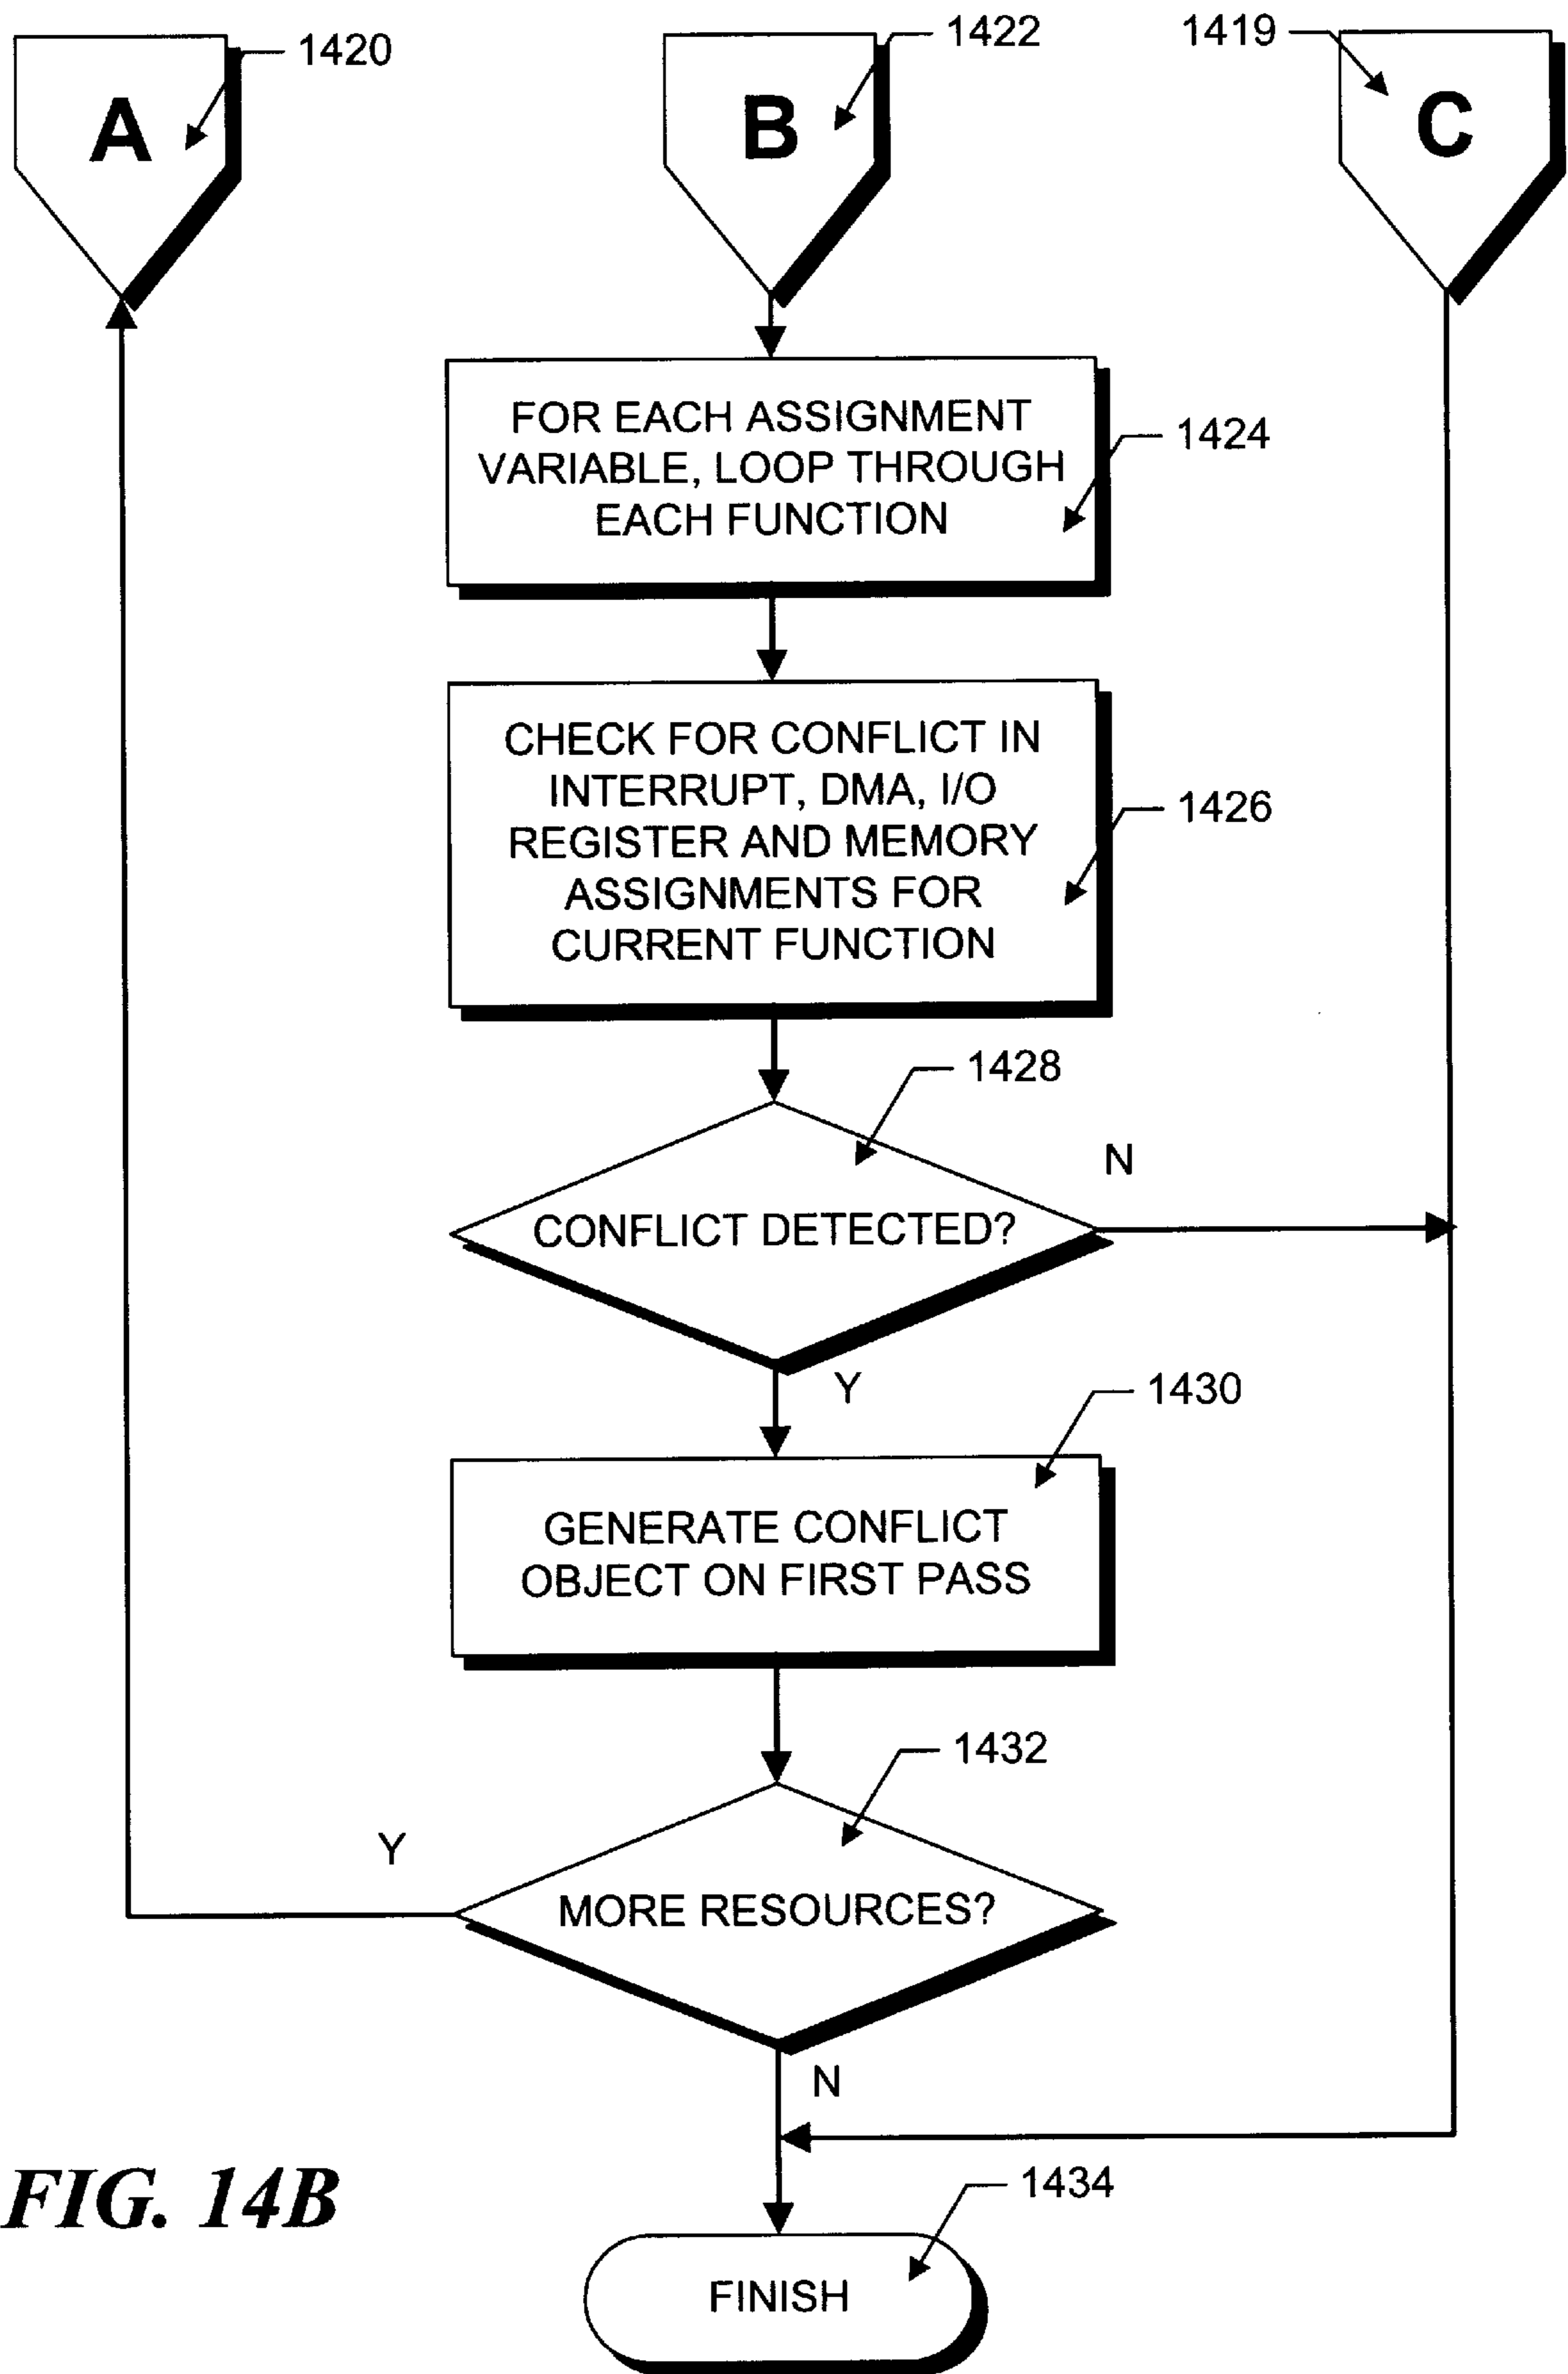 1420
1422
1419
A
B
C
FOR EACH ASSIGNMENT
VARIABLE, LOOP THROUGH
EACH FUNCTION
1424
CHECK FOR CONFLICT IN
INTERRUPT, DMA, I/O
REGISTER AND MEMORY
ASSIGNMENTS FOR
CURRENT FUNCTION
1426
1428
N
CONFLICT DETECTED?
Y
1430
GENERATE CONFLICT
OBJECT ON FIRST PASS
1432
Y
MORE RESOURCES?
N
FIG. 14B
1434
FINISH